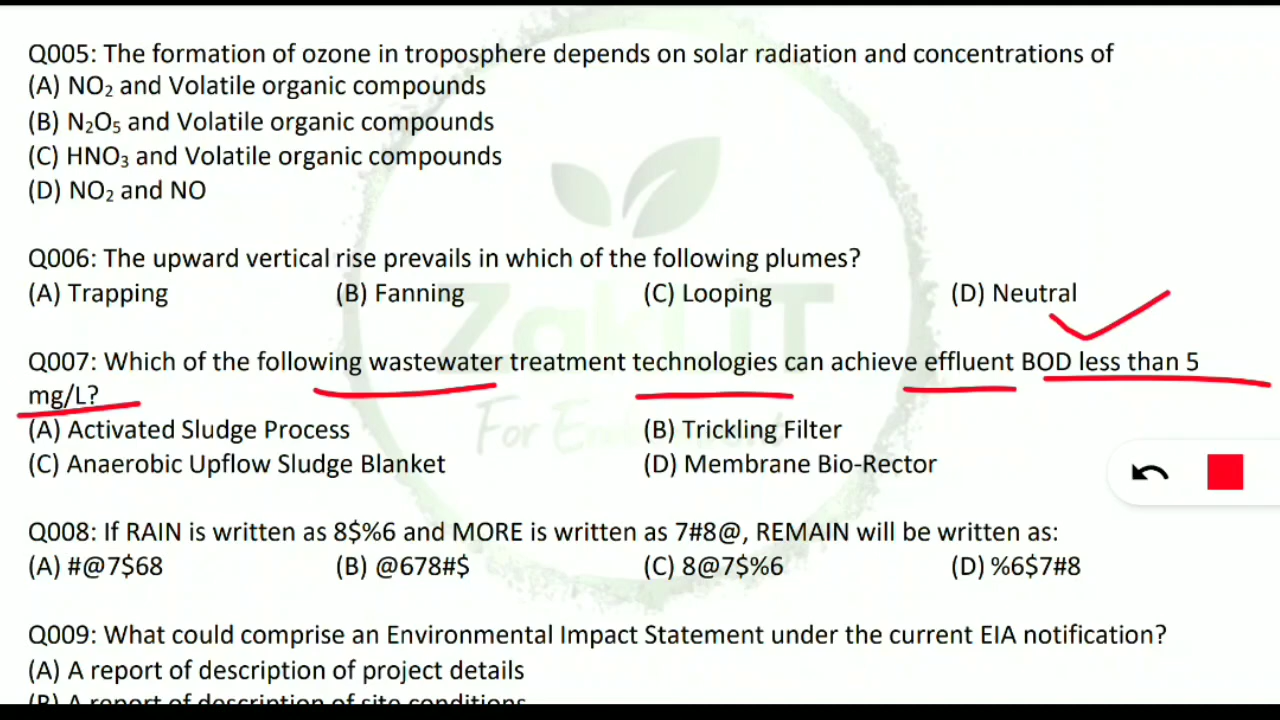 Q005: The formation of ozone in troposphere depends on solar radiation and concentrations of
(A) NO₂ and Volatile organic compounds
(B) N₂O₅ and Volatile organic compounds
(C) HNO₃ and Volatile organic compounds
(D) NO₂ and NO
Q006: The upward vertical rise prevails in which of the following plumes?
(A) Trapping (B) Fanning (C) Looping (D) Neutral
Q007: Which of the following wastewater treatment technologies can achieve effluent BOD less than 5
mg/L?
(A) Activated Sludge Process (B) Trickling Filter
(C) Anaerobic Upflow Sludge Blanket (D) Membrane Bio-Rector
Q008: If RAIN is written as 8$%6 and MORE is written as 7#8@, REMAIN will be written as:
(A) #@7$68 (B) @678#$ (C) 8@7$%6 (D) %6$7#8
Q009: What could comprise an Environmental Impact Statement under the current EIA notification?
(A) A report of description of project details
(B) A report of description of site conditions